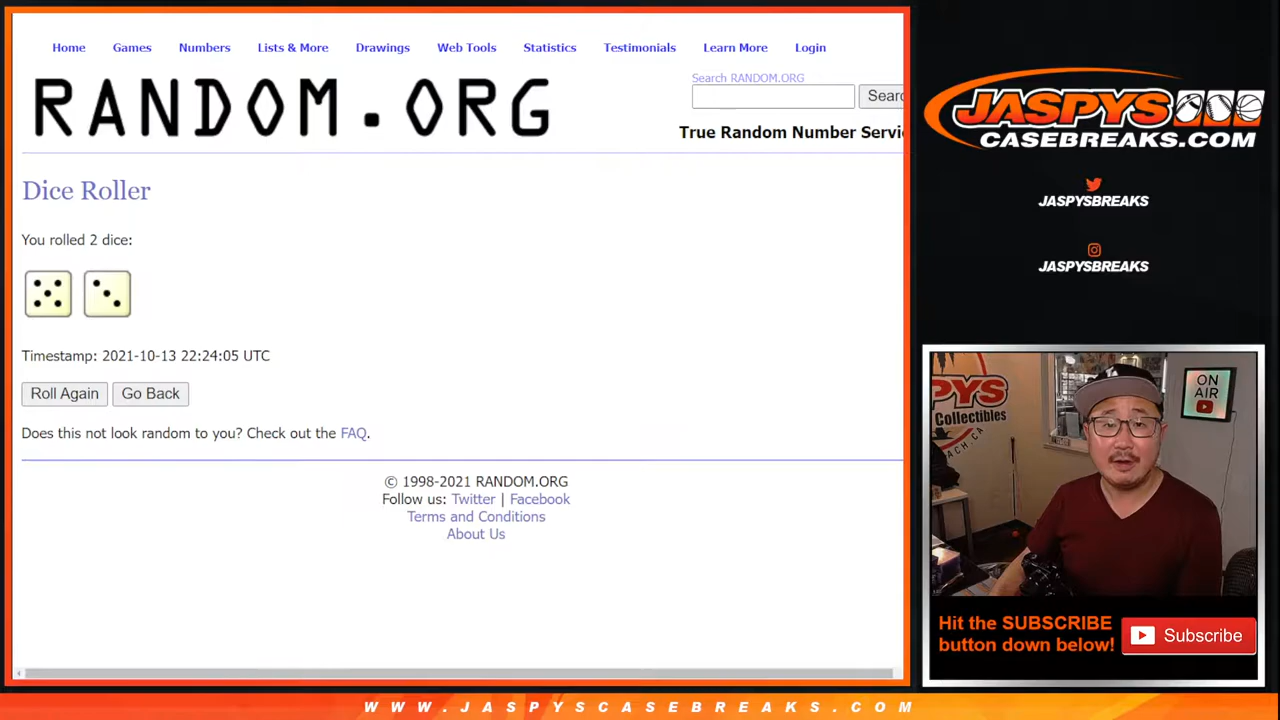 Home Games Numbers Lists & More Drawings Web Tools Statistics Testimonials Learn More Login
RANDOM.ORG
Search RANDOM.ORG
Searc
True Random Number Servi
Dice Roller
You rolled 2 dice:
Timestamp: 2021-10-13 22:24:05 UTC
Roll Again Go Back
Does this not look random to you? Check out the FAQ.
© 1998-2021 RANDOM.ORG
Follow us: Twitter | Facebook
Terms and Conditions
About Us
JASPYS
CASEBREAKS.COM
JASPYSBREAKS
JASPYSBREAKS
PYS
Collectibles
ON
AIR
Hit the SUBSCRIBE
button down below!
Subscribe
WWW.JASPYSCASEBREAKS.COM